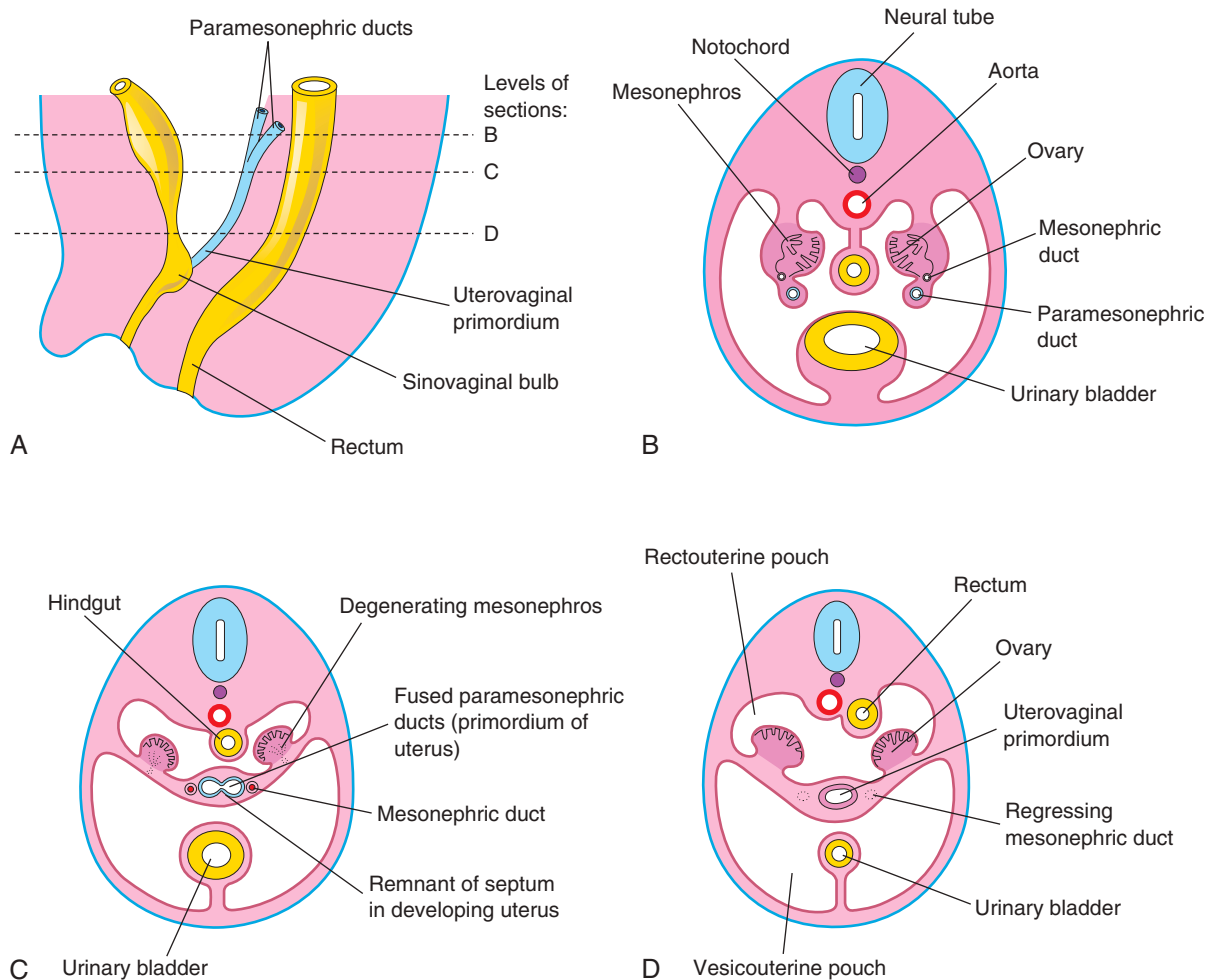 Paramesonephric ducts
Levels of
sections:
B
C
D
Uterovaginal
primordium
Sinovaginal bulb
Rectum
A
Neural tube
Notochord
Aorta
Mesonephros
Ovary
Mesonephric
duct
Paramesonephric
duct
Urinary bladder
B
Hindgut
Degenerating mesonephros
Fused paramesonephric
ducts (primordium of
uterus)
Mesonephric duct
Remnant of septum
in developing uterus
Urinary bladder
C
Rectouterine pouch
Rectum
Ovary
Uterovaginal
primordium
Regressing
mesonephric duct
Urinary bladder
Vesicouterine pouch
D